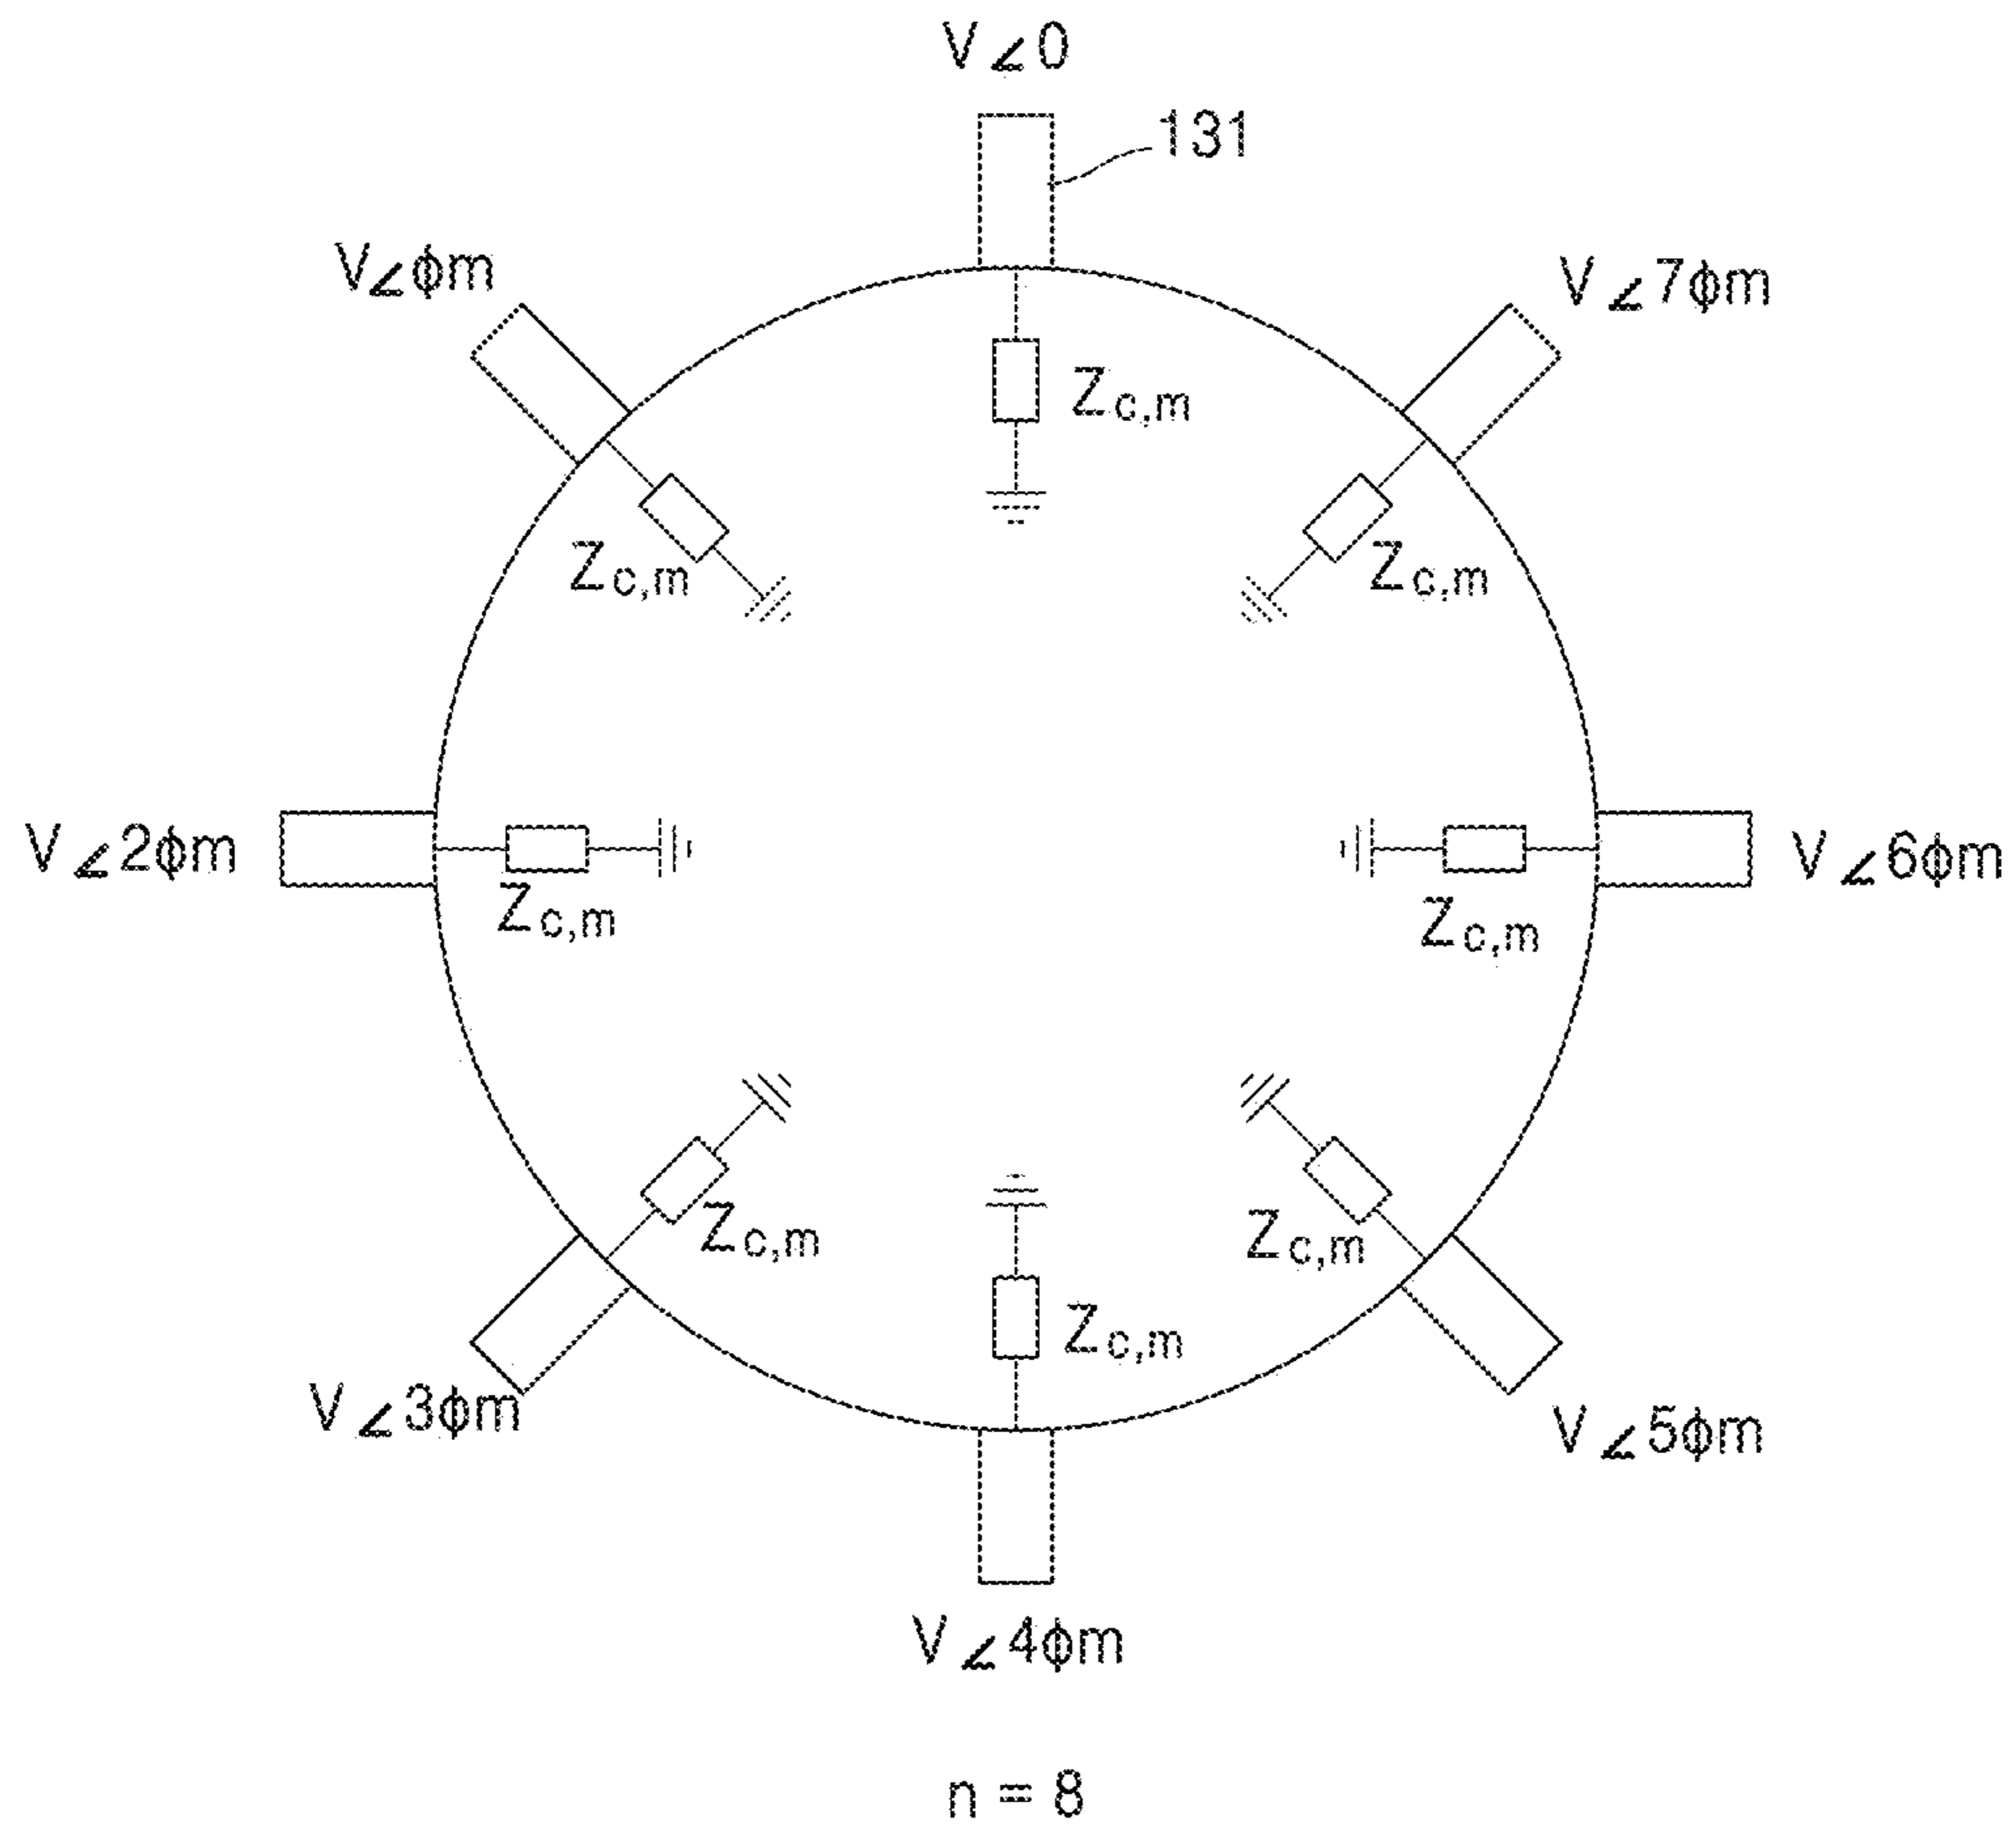 V∠0
131
V∠ϕm
V∠7ϕm
Zc,m
Zc,m
Zc,m
V∠2ϕm
Zc,m
Zc,m
V∠6ϕm
Zc,m
Zc,m
Zc,m
V∠3ϕm
V∠5ϕm
V∠4ϕm
n = 8